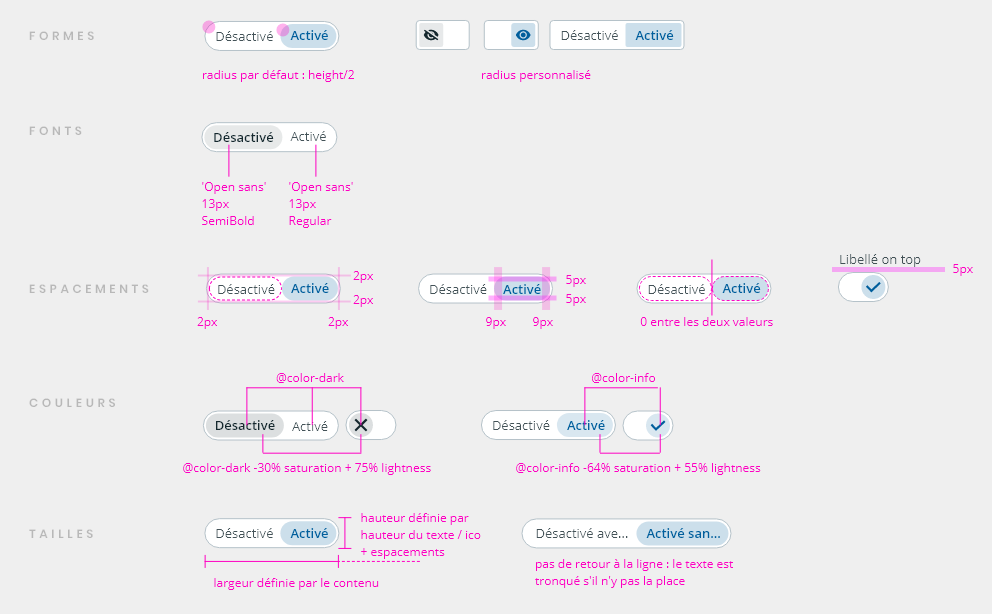 FORMES
Désactivé Activé
Désactivé Activé
radius par défaut : height/2
radius personnalisé
FONTS
Désactivé Activé
'Open sans' 'Open sans'
13px 13px
SemiBold Regular
ESPACEMENTS
Désactivé Activé
2px
2px
2px 2px
Désactivé Activé
5px
5px
9px 9px
Désactivé Activé
0 entre les deux valeurs
Libellé on top
5px
COULEURS
@color-dark
Désactivé Activé
@color-dark -30% saturation + 75% lightness
@color-info
Désactivé Activé
@color-info -64% saturation + 55% lightness
TAILLES
Désactivé Activé
hauteur définie par
hauteur du texte / ico
+ espacements
largeur définie par le contenu
Désactivé ave... Activé san...
pas de retour à la ligne : le texte est
tronqué s'il n'y pas la place